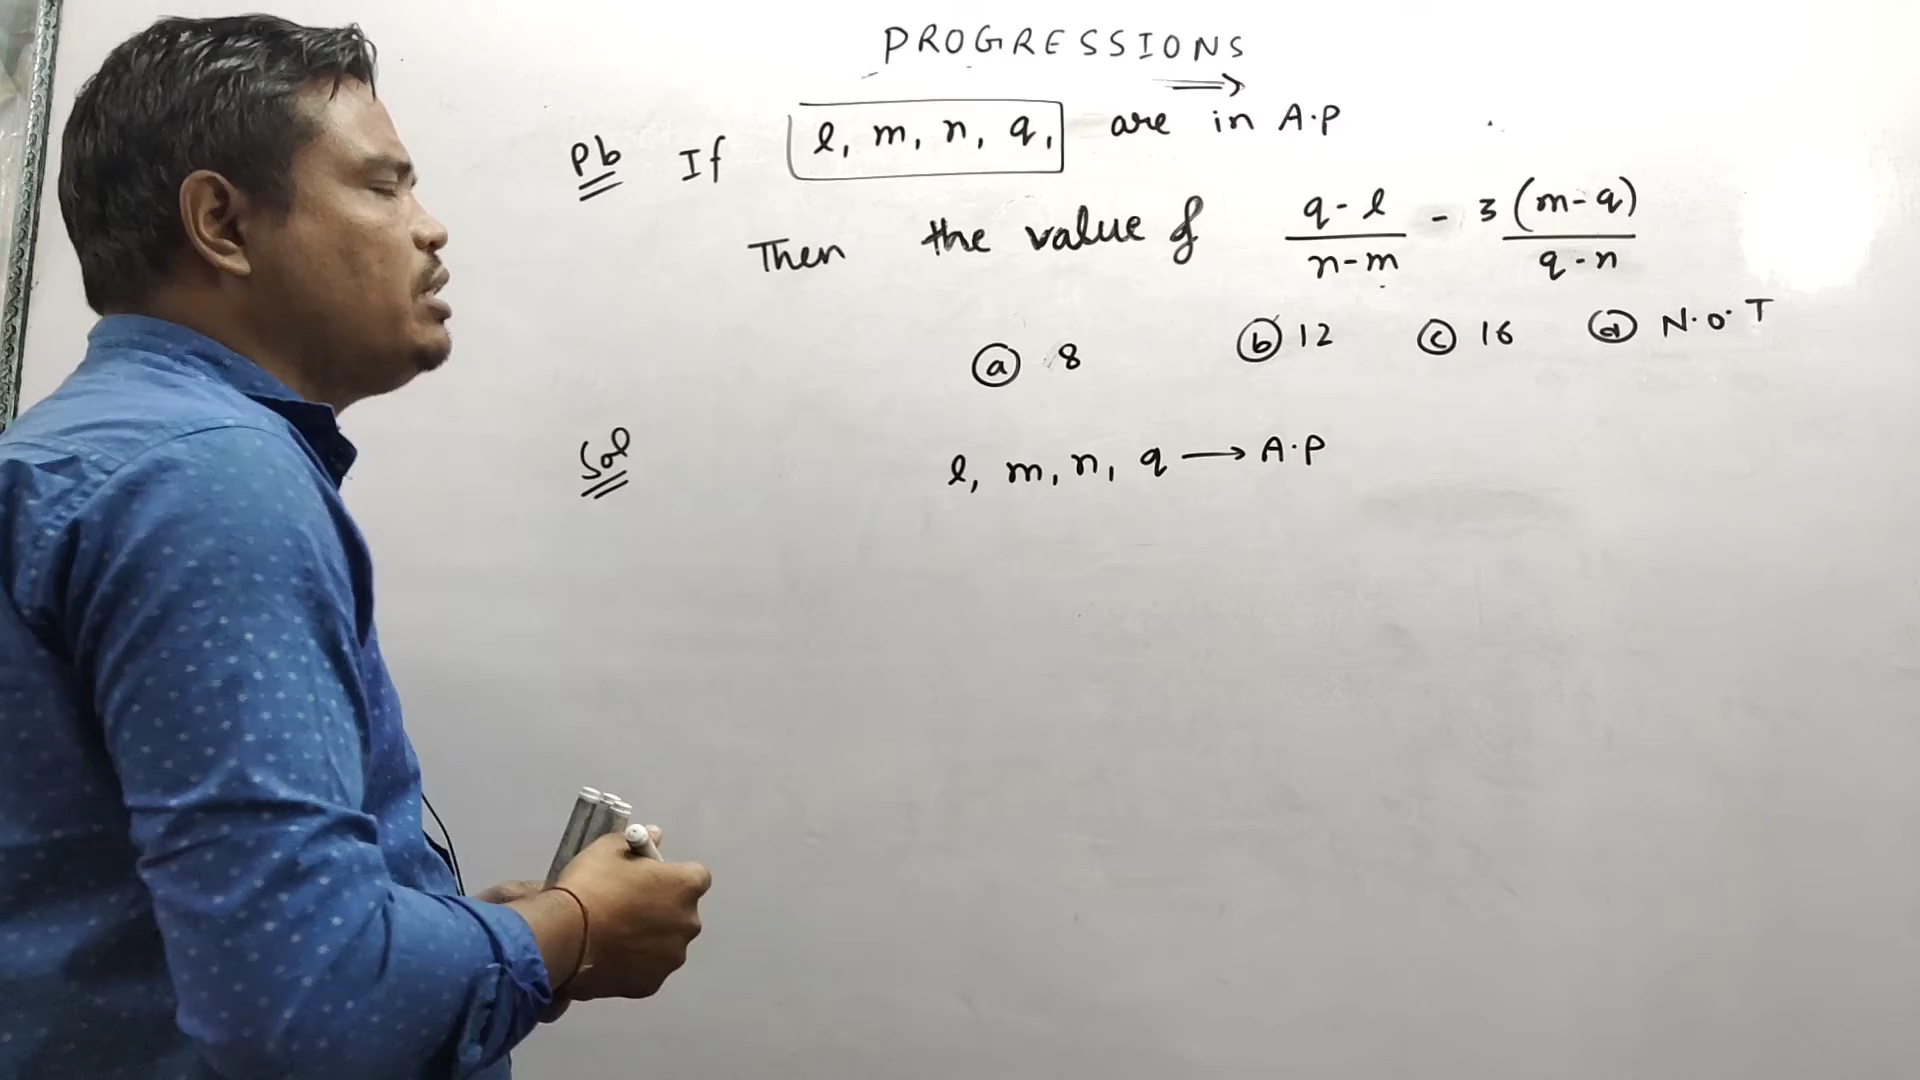 PROGRESSIONS
Pb If l, m, n, q, are in A.P
Then the value of q-l/n-m - 3(m-q)/q-n
(a) 8 (b) 12 (c) 16 (d) N.O.T
Sol l, m, n, q → A.P